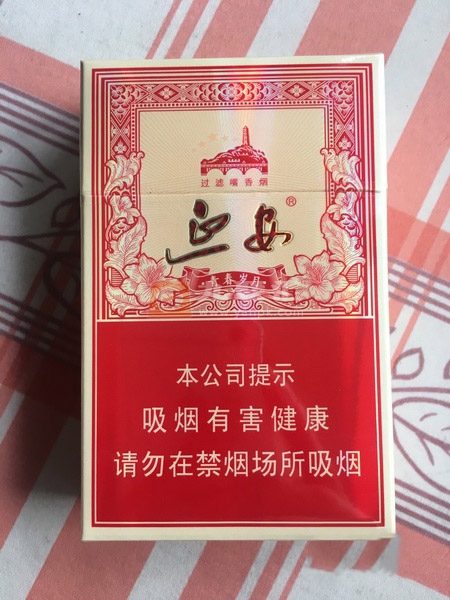 过滤嘴香烟
延安®
青春岁月
本公司提示
吸烟有害健康
请勿在禁烟场所吸烟